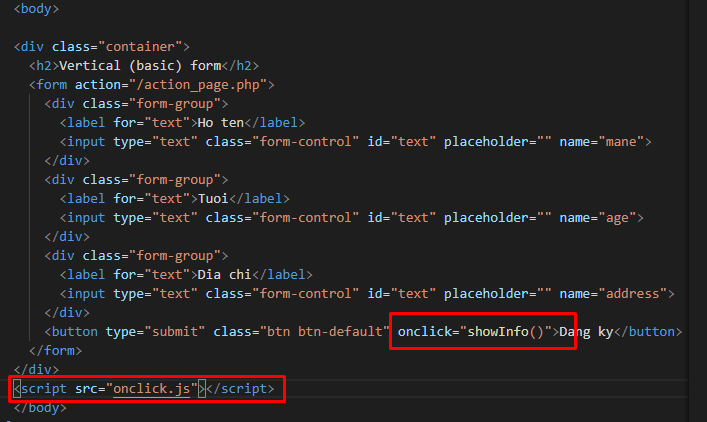 <body>
<div class="container">
<h2>Vertical (basic) form</h2>
<form action="/action_page.php">
<div class="form-group">
<label for="text">Ho ten</label>
<input type="text" class="form-control" id="text" placeholder="" name="mane">
</div>
<div class="form-group">
<label for="text">Tuoi</label>
<input type="text" class="form-control" id="text" placeholder="" name="age">
</div>
<div class="form-group">
<label for="text">Dia chi</label>
<input type="text" class="form-control" id="text" placeholder="" name="address">
</div>
<button type="submit" class="btn btn-default" onclick="showInfo()">Dang ky</button>
</form>
</div>
<script src="onclick.js"></script>
</body>